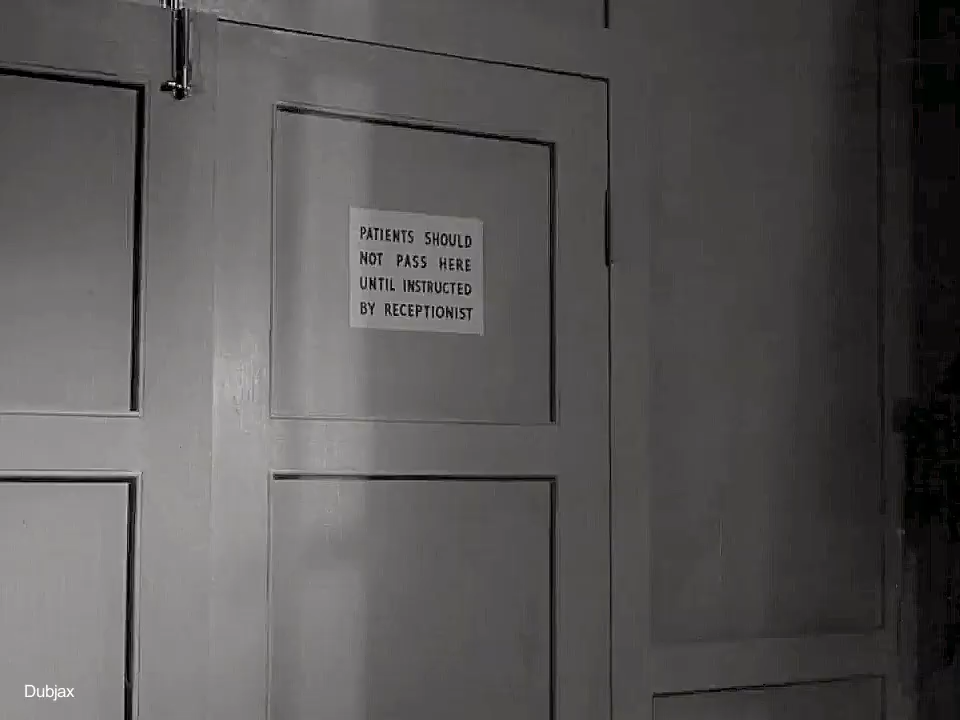 PATIENTS SHOULD
NOT PASS HERE
UNTIL INSTRUCTED
BY RECEPTIONIST
Dubjax